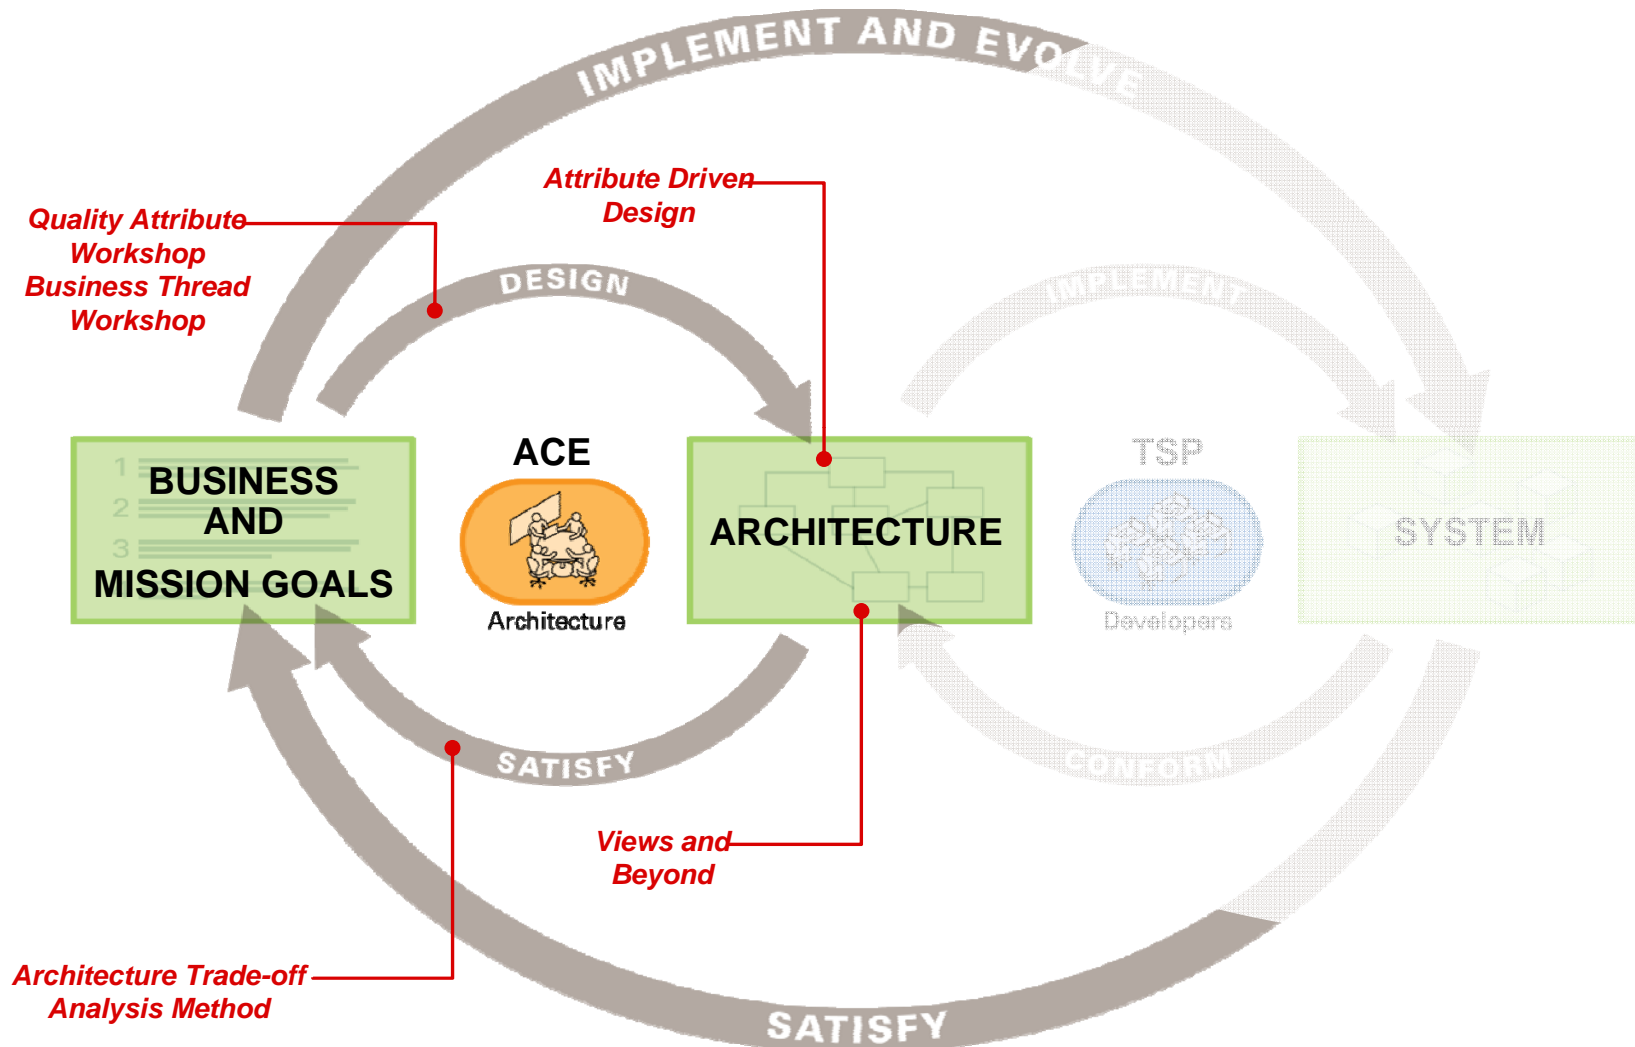 IMPLEMENT AND EVOLVE
Attribute Driven
Design
Quality Attribute
Workshop
Business Thread
Workshop
DESIGN
IMPLEMENT
1
2
3
BUSINESS
AND
MISSION GOALS
ACE
Architecture
ARCHITECTURE
TSP
Developers
SYSTEM
SATISFY
CONFORM
Views and
Beyond
Architecture Trade-off
Analysis Method
SATISFY